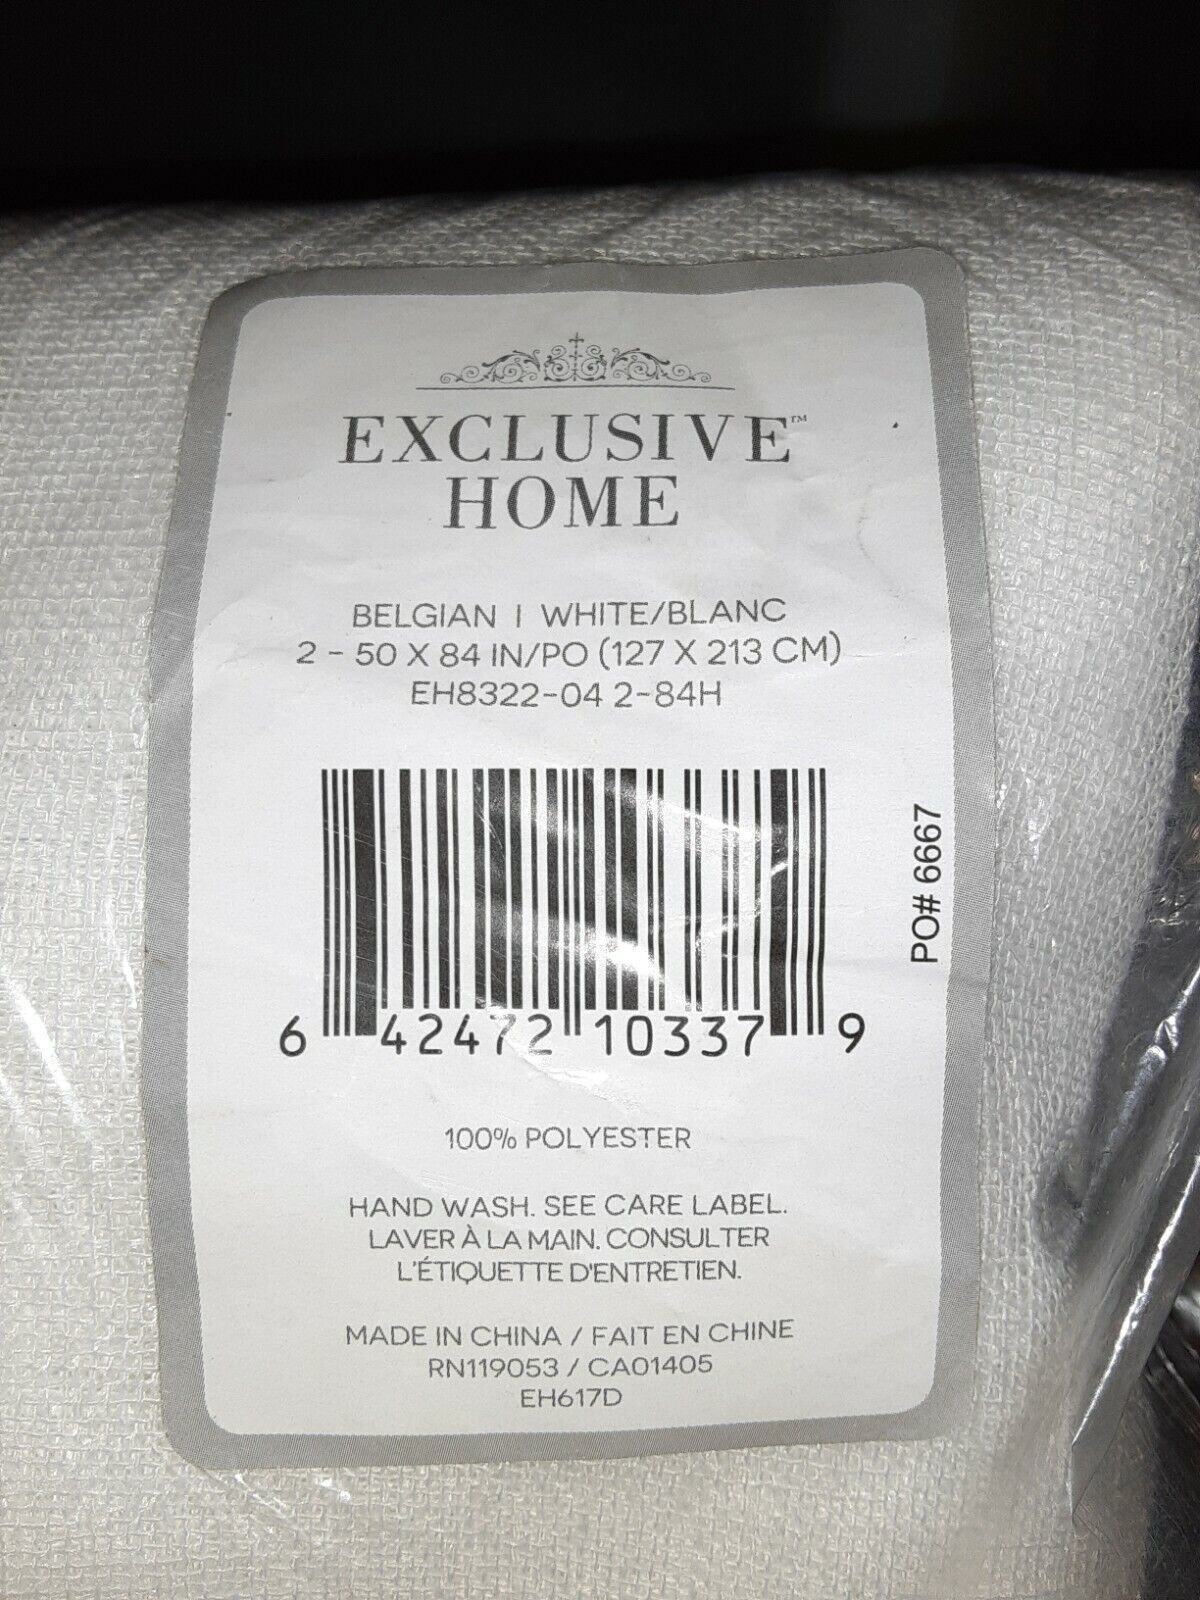 EXCLUSIVE™
HOME
BELGIAN | WHITE/BLANC
2 - 50 X 84 IN/PO (127 X 213 CM)
EH8322-04 2-84H
6 42472 10337 9
PO# 6667
100% POLYESTER
HAND WASH. SEE CARE LABEL.
LAVER À LA MAIN. CONSULTER
L'ÉTIQUETTE D'ENTRETIEN.
MADE IN CHINA / FAIT EN CHINE
RN119053 / CA01405
EH617D